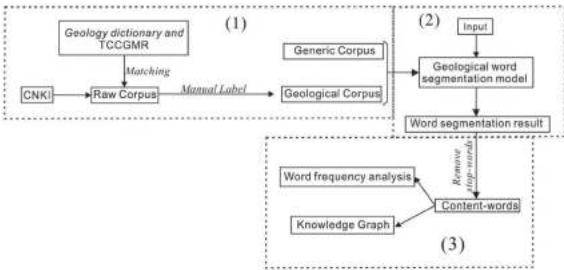 Geology dictionary and
TCCGMR
(1)
Matching
CNKI
Raw Corpus
Manual Label
Generic Corpus
Geological Corpus
(2)
Input
Geological word
segmentation model
Word segmentation result
Remove
stop-words
Word frequency analysis
Content-words
Knowledge Graph
(3)